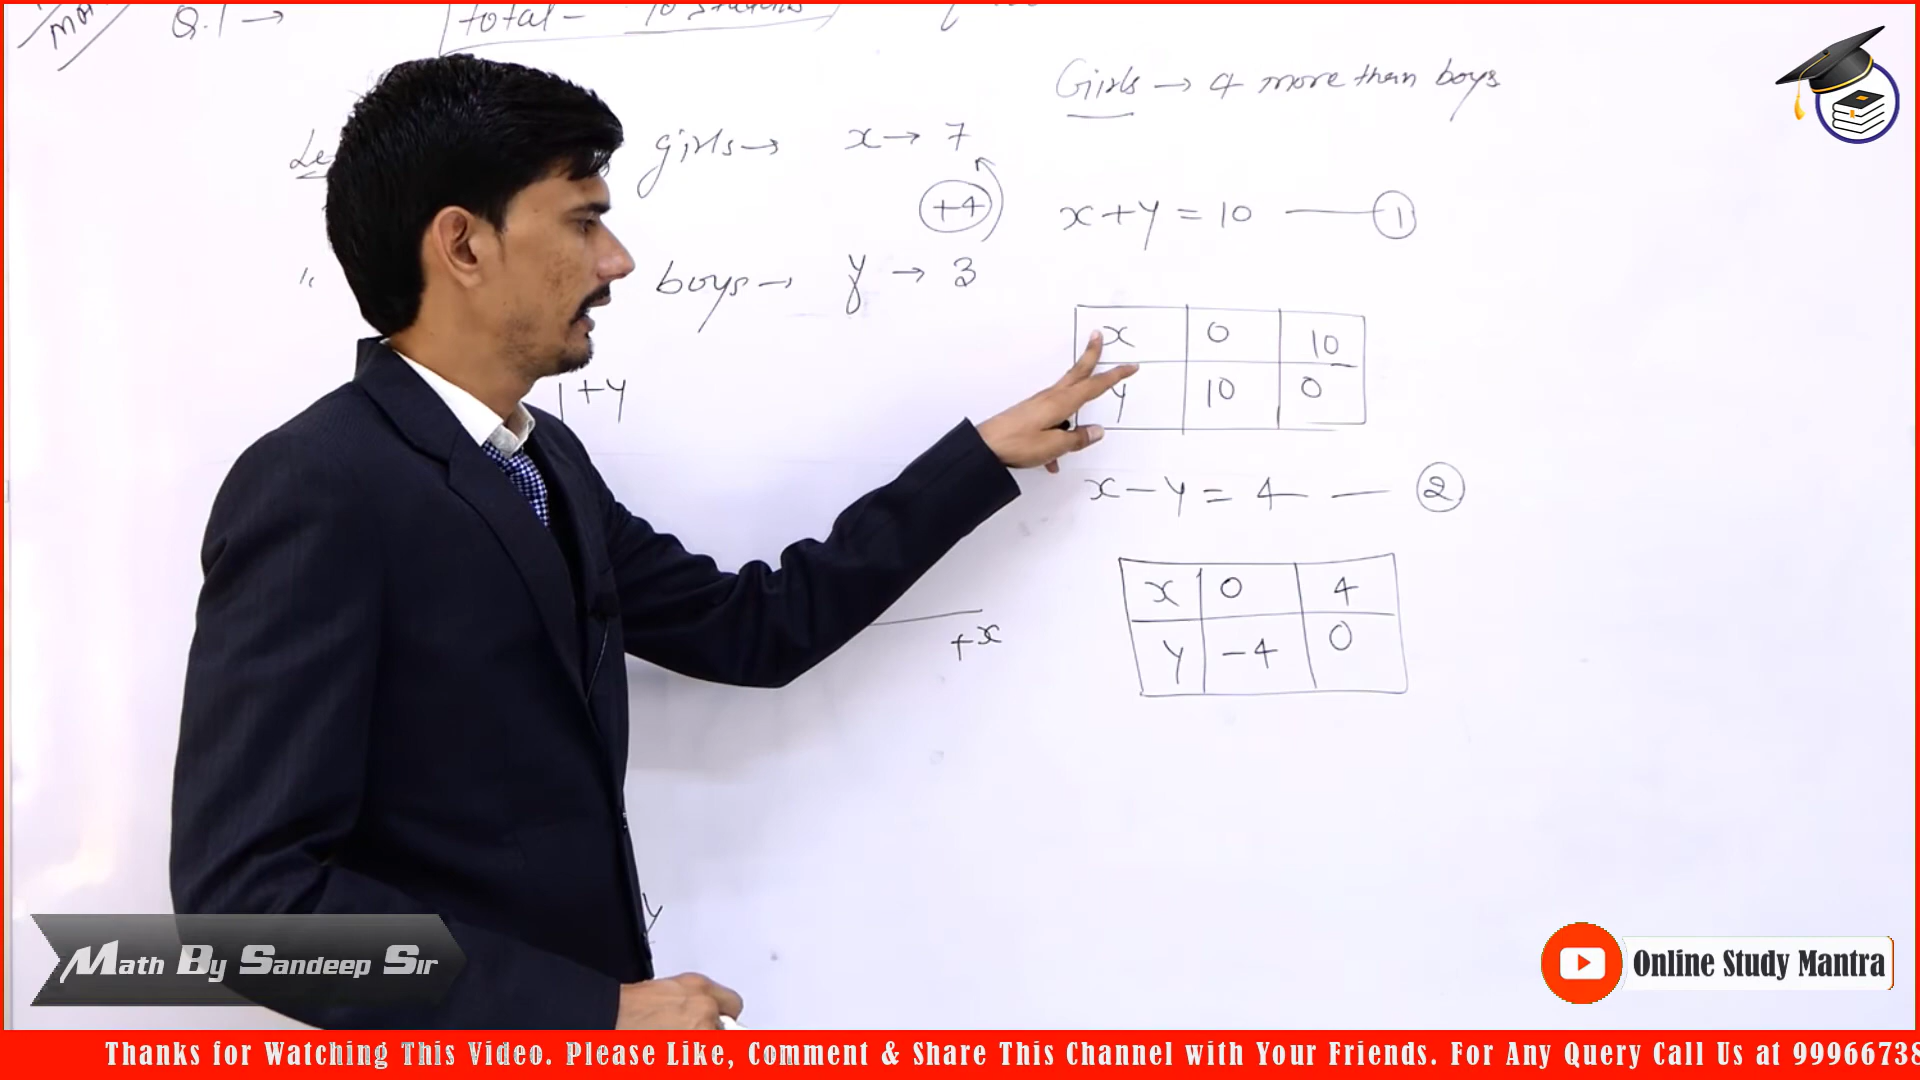 Q.1 →
total - 10 students
Girls → 4 more than boys
girls → x → 7
+4
x + y = 10 —— 1
" boys → y → 3
x 0 10
y 10 0
+y
x - y = 4 —— 2
x 0 4
y -4 0
+x
y
Math By Sandeep Sir
Online Study Mantra
Thanks for Watching This Video. Please Like, Comment & Share This Channel with Your Friends. For Any Query Call Us at 9996673